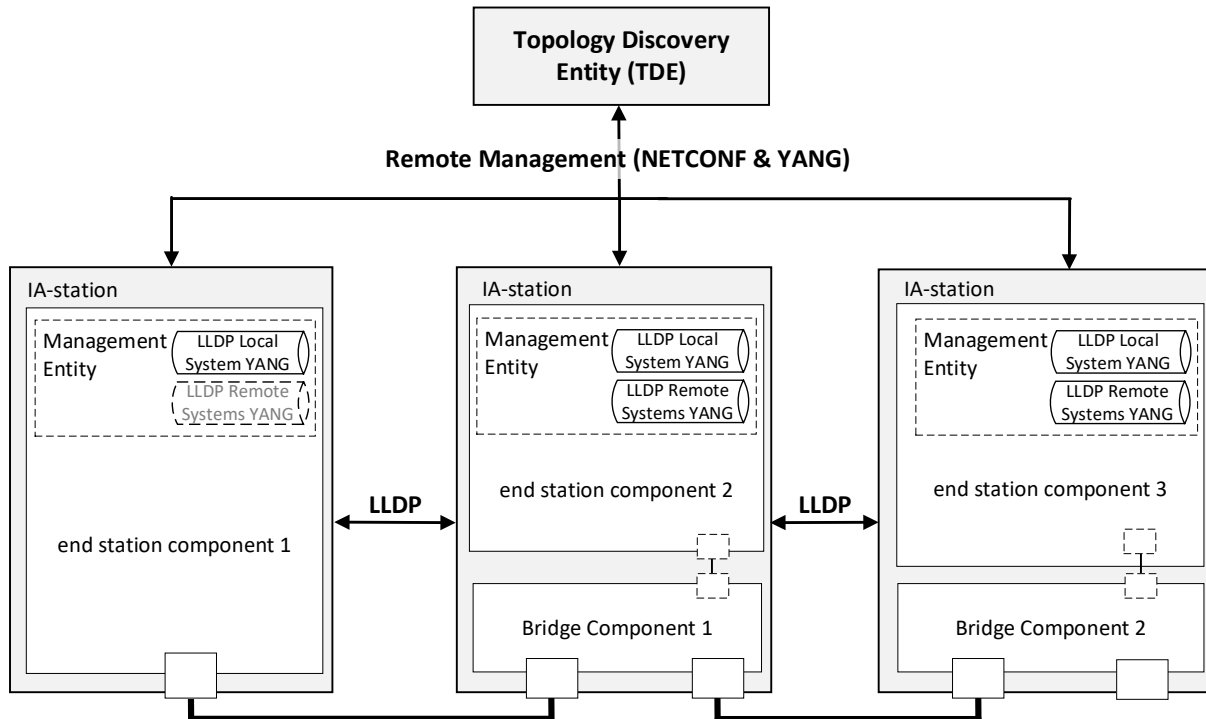 Topology Discovery
Entity (TDE)
Remote Management (NETCONF & YANG)
IA-station
Management
Entity
LLDP Local
System YANG
LLDP Remote
Systems YANG
end station component 1
LLDP
IA-station
Management
Entity
LLDP Local
System YANG
LLDP Remote
Systems YANG
end station component 2
Bridge Component 1
LLDP
IA-station
Management
Entity
LLDP Local
System YANG
LLDP Remote
Systems YANG
end station component 3
Bridge Component 2